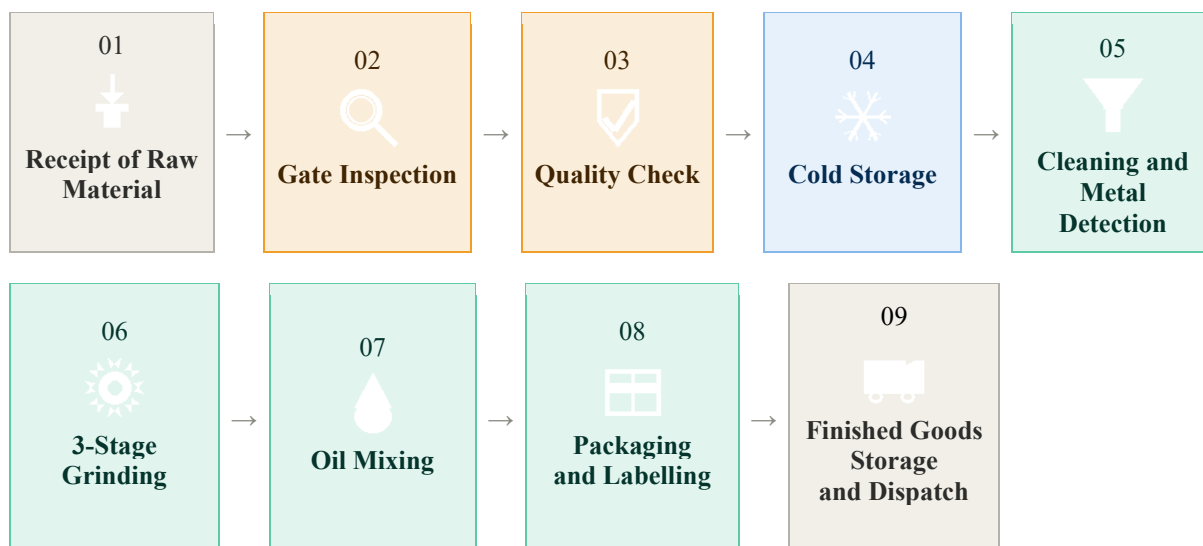 01
Receipt of Raw
Material
→
02
Gate Inspection
→
03
Quality Check
→
04
Cold Storage
→
05
Cleaning and
Metal
Detection
06
3-Stage
Grinding
→
07
Oil Mixing
→
08
Packaging
and Labelling
→
09
Finished Goods
Storage
and Dispatch